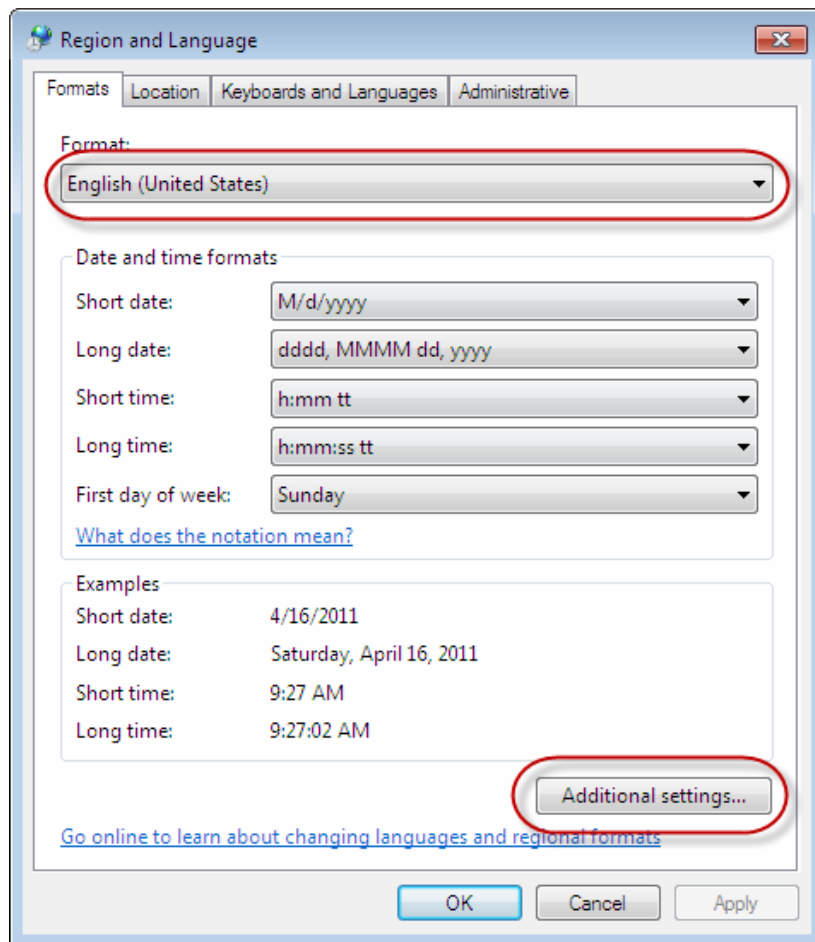 Region and Language
Formats Location Keyboards and Languages Administrative
Format:
English (United States)
Date and time formats
Short date: M/d/yyyy
Long date: dddd, MMMM dd, yyyy
Short time: h:mm tt
Long time: h:mm:ss tt
First day of week: Sunday
What does the notation mean?
Examples
Short date: 4/16/2011
Long date: Saturday, April 16, 2011
Short time: 9:27 AM
Long time: 9:27:02 AM
Additional settings...
Go online to learn about changing languages and regional formats
OK Cancel Apply